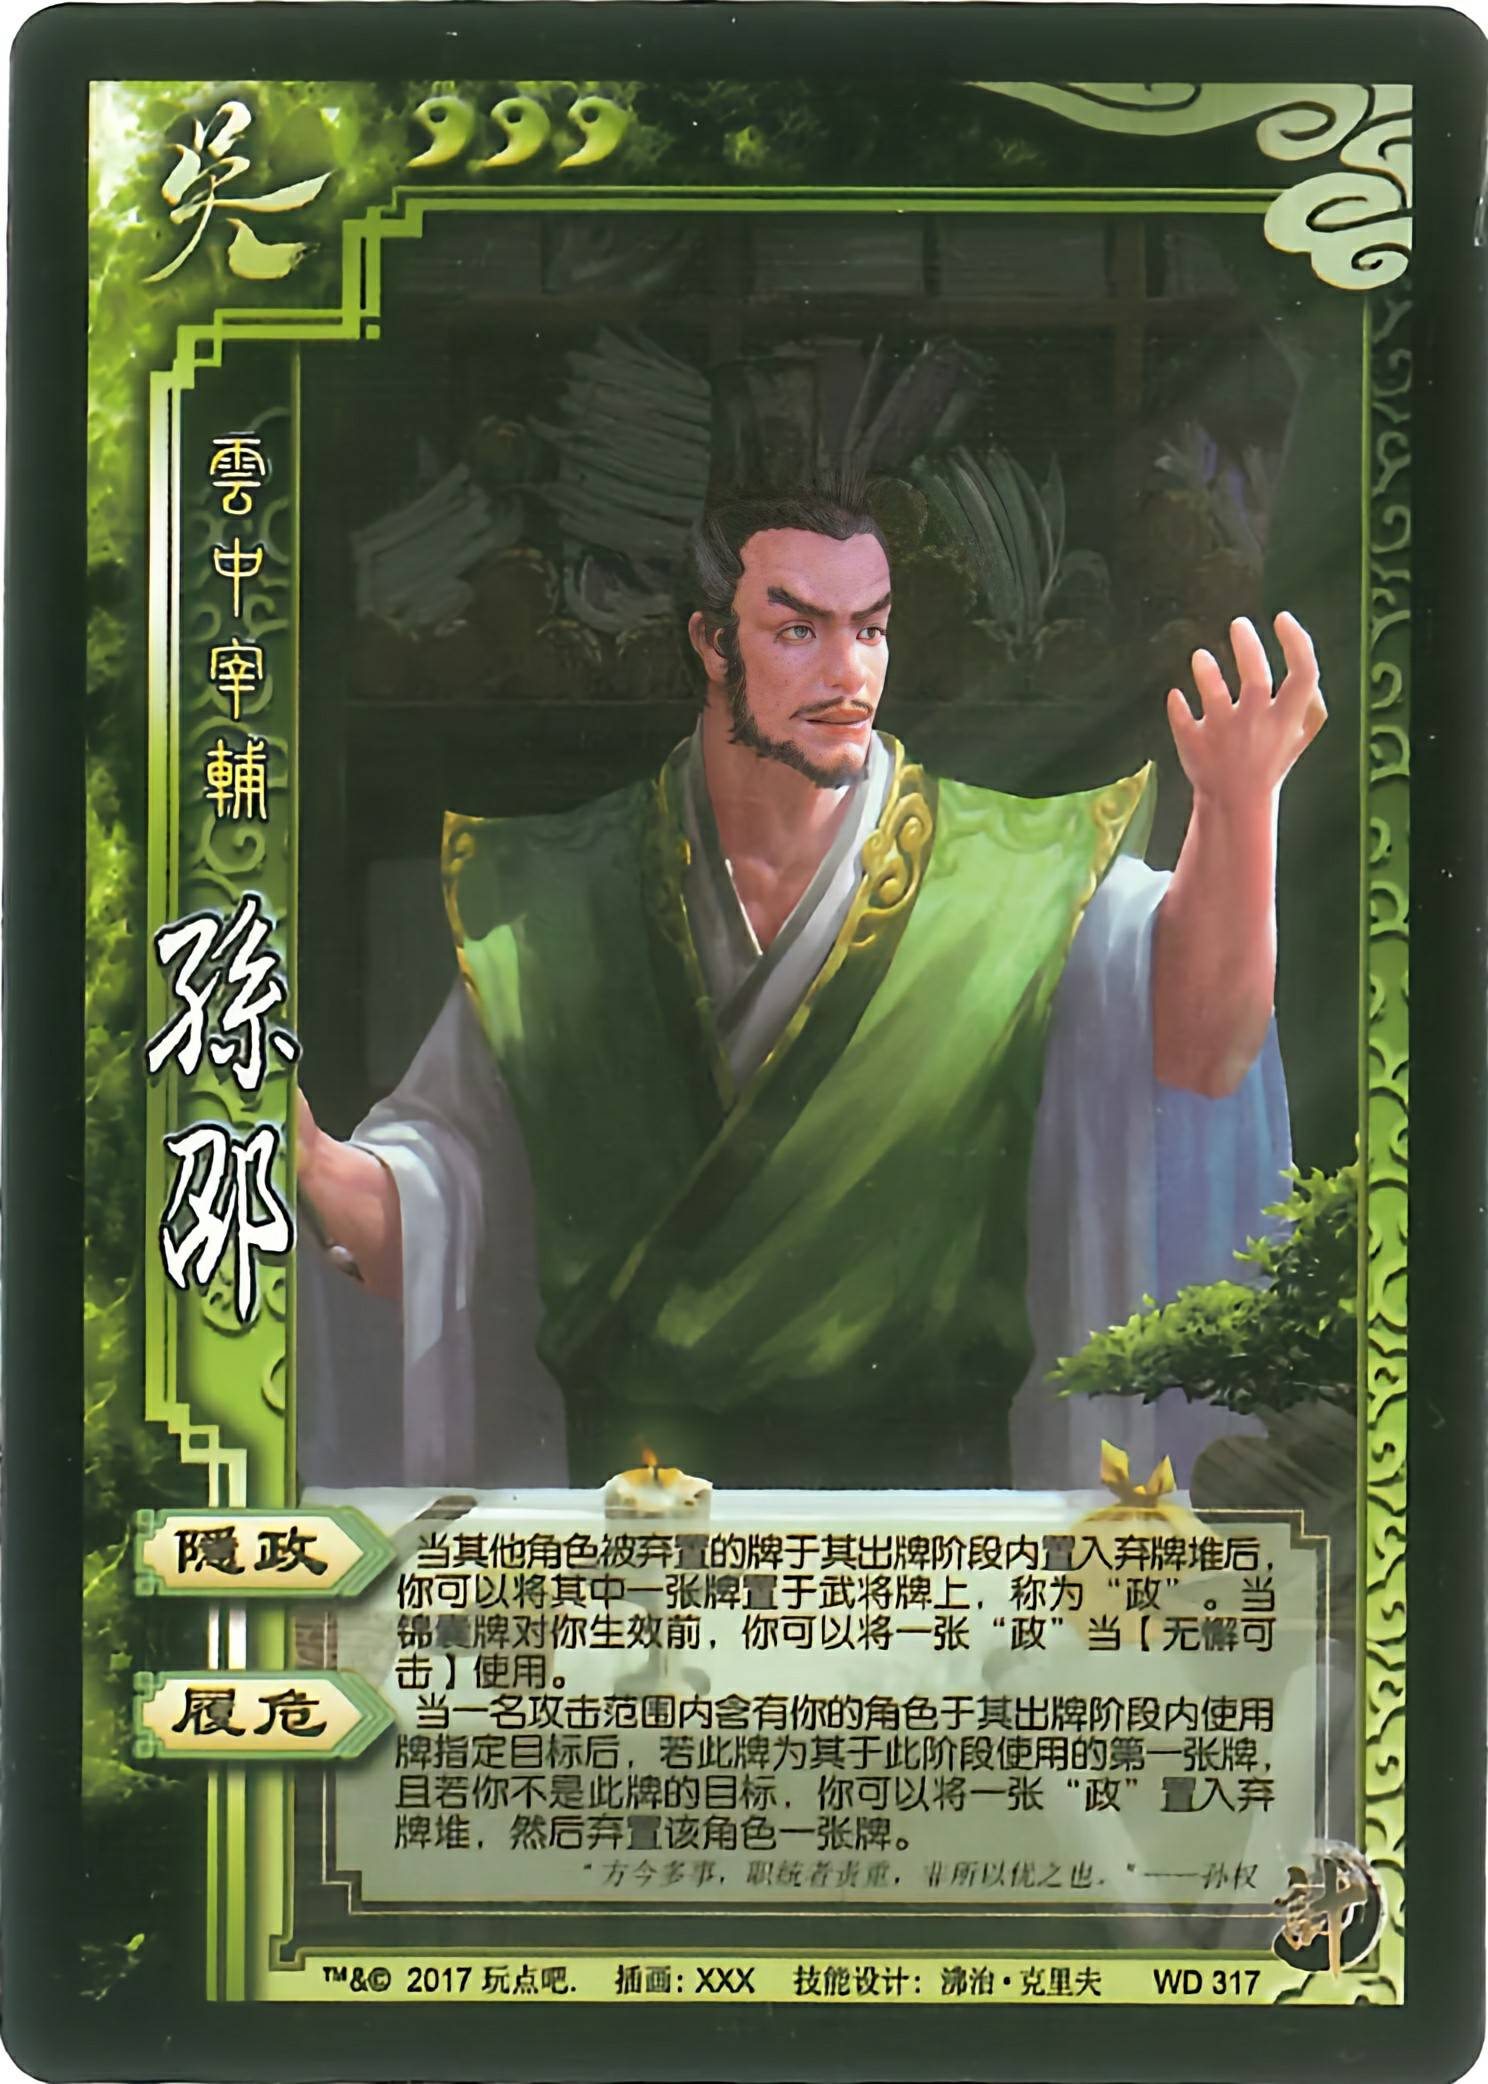 吴
雲中宰輔
孫邵
隱政
当其他角色被弃置的牌于其出牌阶段内置入弃牌堆后，
你可以将其中一张牌置于武将牌上，称为“政”。当
锦囊牌对你生效前，你可以将一张“政”当【无懈可
击】使用。
履危
当一名攻击范围内含有你的角色于其出牌阶段内使用
牌指定目标后，若此牌为其于此阶段使用的第一张牌，
且若你不是此牌的目标，你可以将一张“政”置入弃
牌堆，然后弃置该角色一张牌。
“方今多事，职统者责重，非所以优之也。”——孙权
計
™&© 2017 玩点吧. 插画: XXX 技能设计: 沸治·克里夫 WD 317